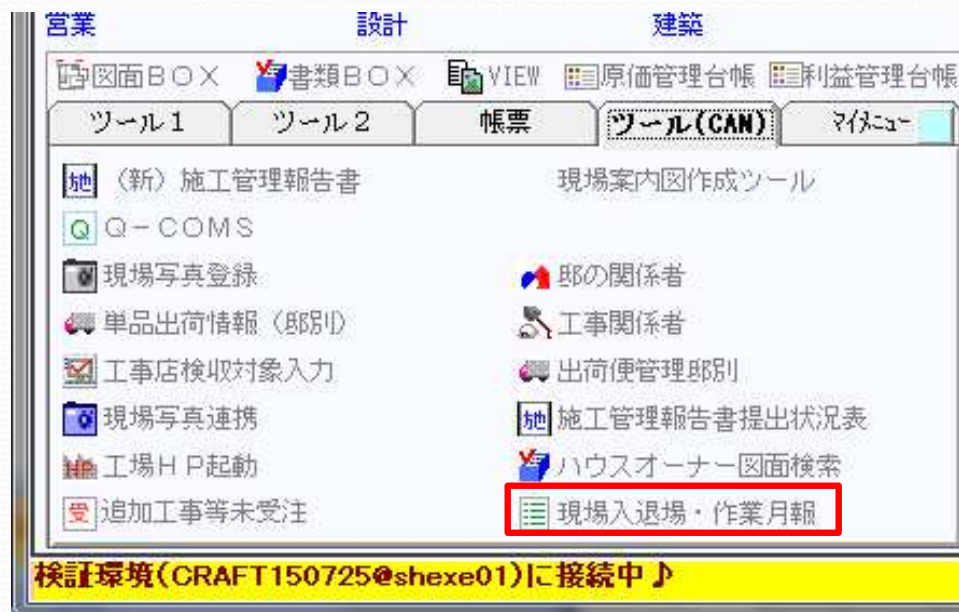 営業 設計 建築
図面BOX 書類BOX VIEW 原価管理台帳 利益管理台帳
ツール1 ツール2 帳票 ツール(CAN) マイメニュー
(新)施工管理報告書 現場案内図作成ツール
Q Q-COMS
現場写真登録 邸の関係者
単品出荷情報(邸別) 工事関係者
工事店検収対象入力 出荷便管理邸別
現場写真連携 施工管理報告書提出状況表
工場HP起動 ハウスオーナー図面検索
受 追加工事等未受注 現場入退場・作業月報
検証環境(CRAFT150725@shexe01)に接続中♪